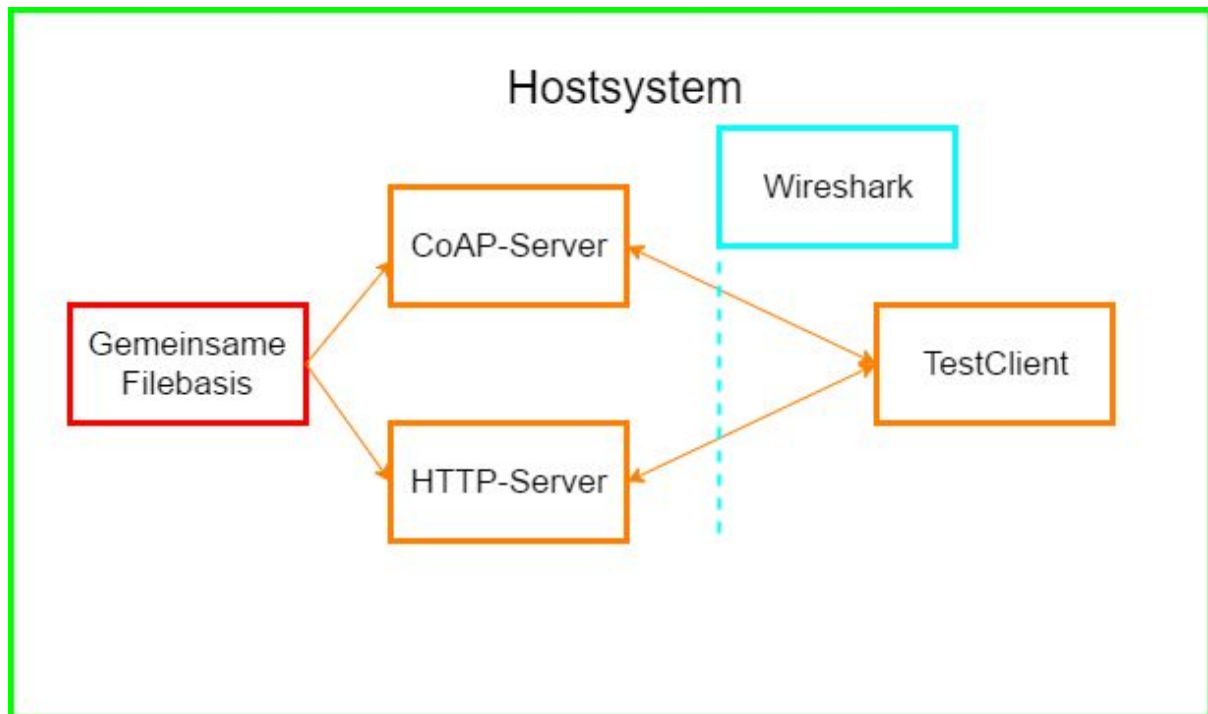 Hostsystem
Wireshark
CoAP-Server
Gemeinsame
Filebasis
TestClient
HTTP-Server